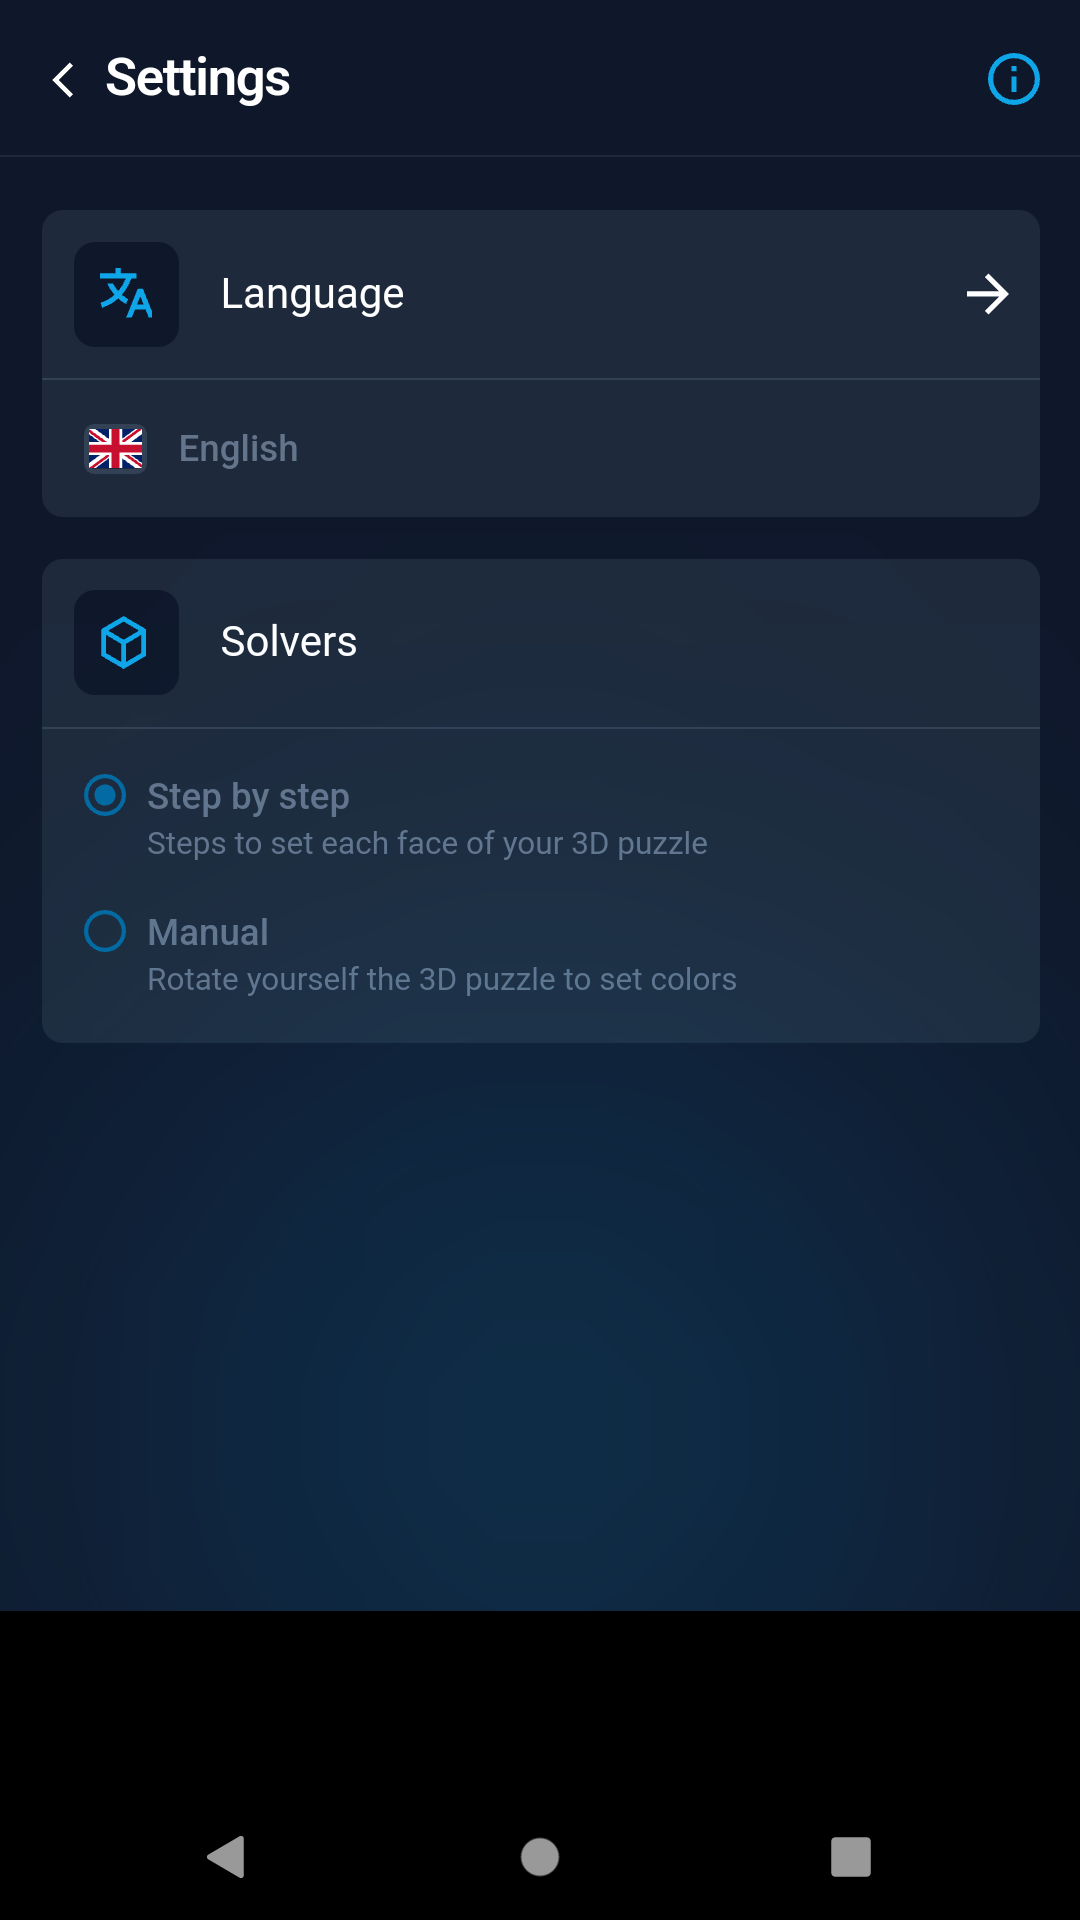 Settings
Language
English
Solvers
Step by step
Steps to set each face of your 3D puzzle
Manual
Rotate yourself the 3D puzzle to set colors